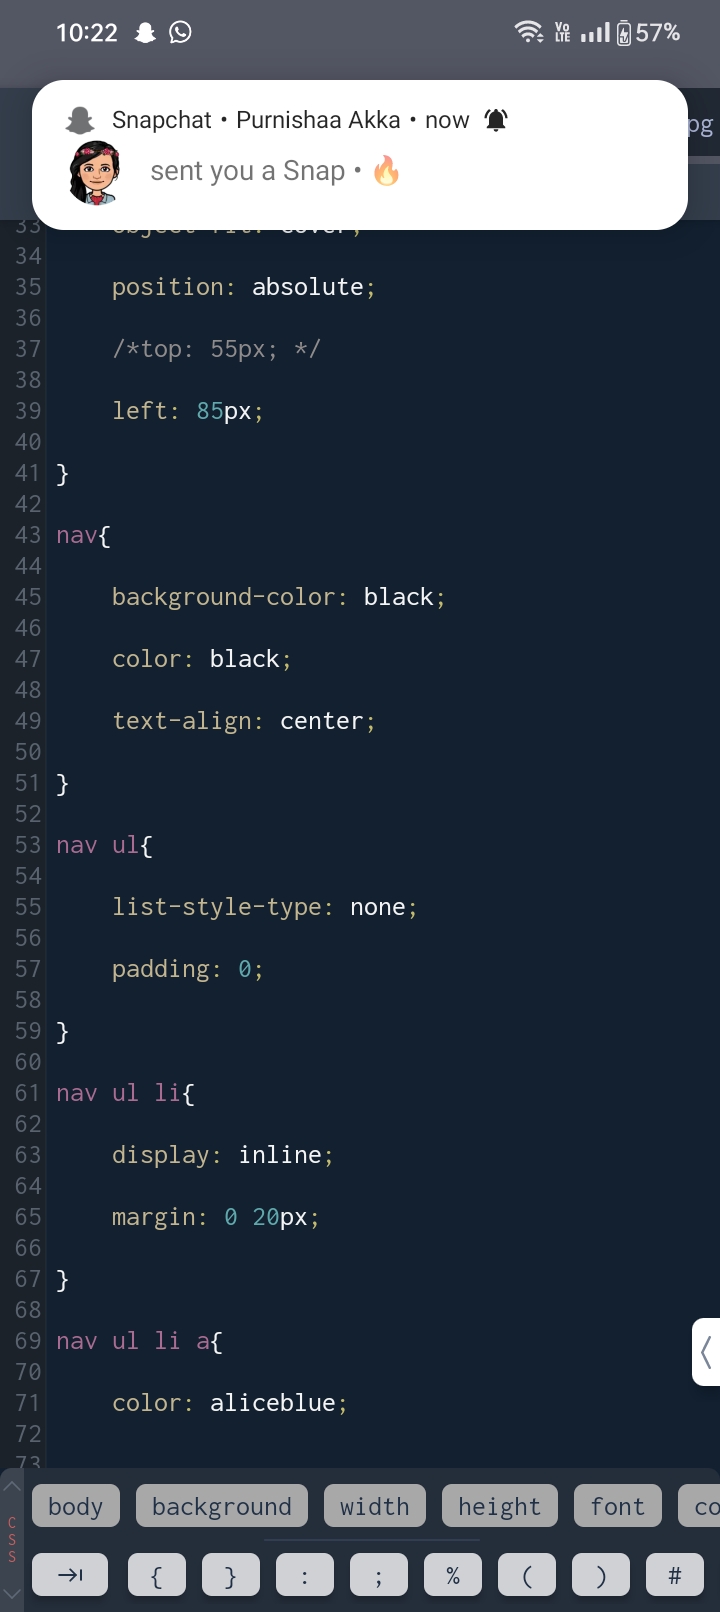 10:22 Vo LTE 57%
Snapchat • Purnishaa Akka • now
sent you a Snap • 🔥
pg
33 object-fit: cover;
34
35 position: absolute;
36
37 /*top: 55px; */
38
39 left: 85px;
40
41 }
42
43 nav{
44
45 background-color: black;
46
47 color: black;
48
49 text-align: center;
50
51 }
52
53 nav ul{
54
55 list-style-type: none;
56
57 padding: 0;
58
59 }
60
61 nav ul li{
62
63 display: inline;
64
65 margin: 0 20px;
66
67 }
68
69 nav ul li a{
70
71 color: aliceblue;
72
73
CSS
body background width height font co
{ } : ; % ( ) #